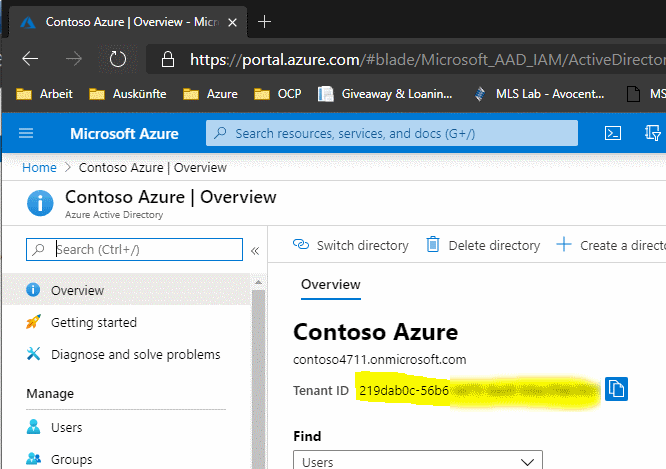 Contoso Azure | Overview - Micr
https://portal.azure.com/#blade/Microsoft_AAD_IAM/ActiveDirector
Arbeit Auskünfte Azure OCP Giveaway & Loanin... MLS Lab - Avocent... MS
Microsoft Azure Search resources, services, and docs (G+/)
Home > Contoso Azure | Overview
Contoso Azure | Overview
Azure Active Directory
Search (Ctrl+/) «
Switch directory Delete directory Create a directo
Overview
Getting started
Diagnose and solve problems
Manage
Users
Groups
Overview
Contoso Azure
contoso4711.onmicrosoft.com
Tenant ID 219dab0c-56b6
Find
Users